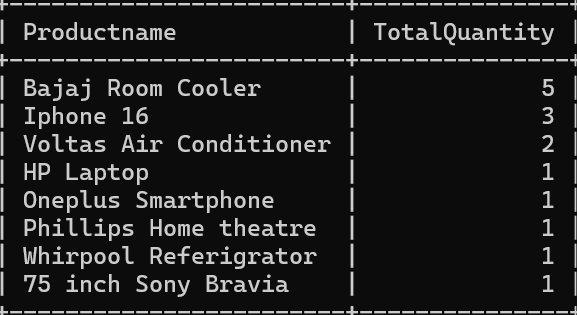 Productname | TotalQuantity
Bajaj Room Cooler | 5
Iphone 16 | 3
Voltas Air Conditioner | 2
HP Laptop | 1
Oneplus Smartphone | 1
Phillips Home theatre | 1
Whirpool Referigrator | 1
75 inch Sony Bravia | 1